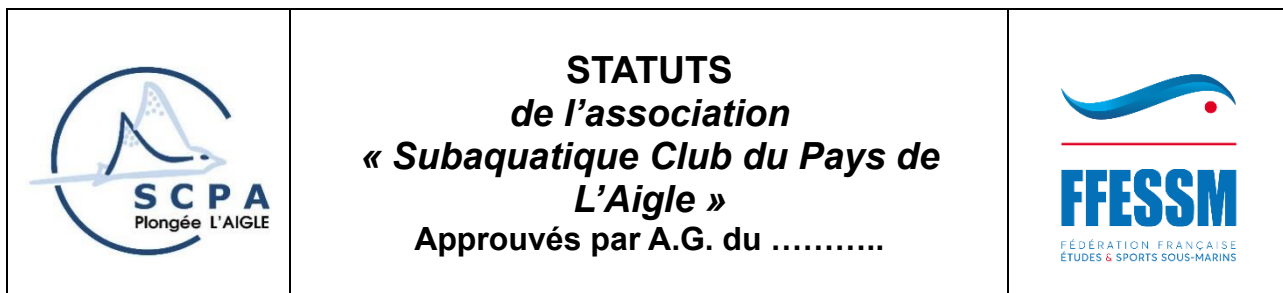 SCPA
Plongée L'AIGLE
STATUTS
de l'association
« Subaquatique Club du Pays de
L'Aigle »
Approuvés par A.G. du ………..
FFESSM
FÉDÉRATION FRANÇAISE
ÉTUDES & SPORTS SOUS-MARINS